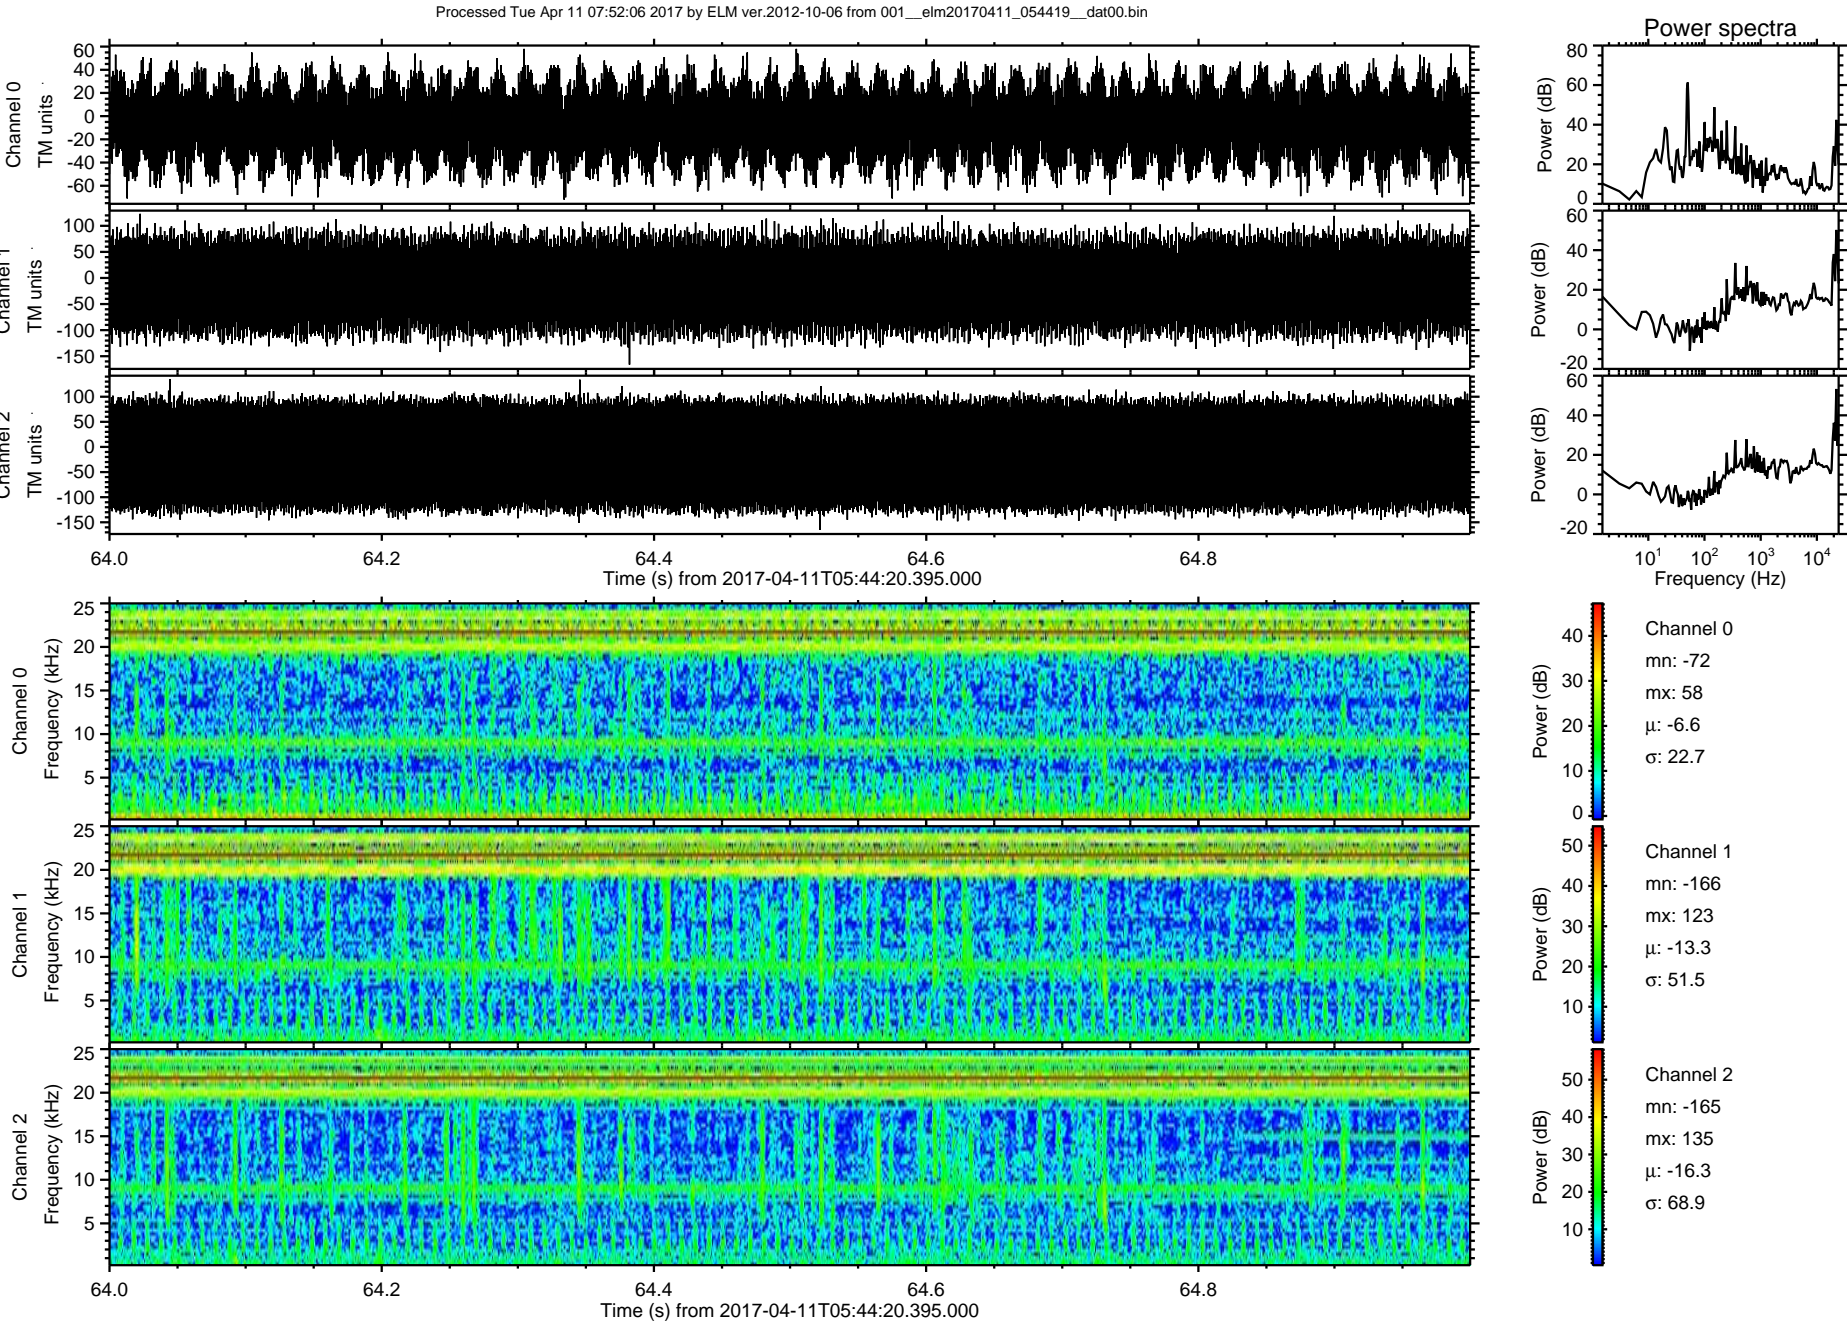 Processed Tue Apr 11 07:52:06 2017 by ELM ver.2012-10-06 from 001__elm20170411_054419__dat00.bin
Power spectra
Channel 0
TM units
60
40
20
0
-20
-40
-60
Power (dB)
80
60
40
20
0
Channel 1
TM units
100
50
0
-50
-100
-150
Power (dB)
60
40
20
0
-20
Channel 2
TM units
100
50
0
-50
-100
-150
Power (dB)
60
40
20
0
-20
64.0 64.2 64.4 64.6 64.8
Time (s) from 2017-04-11T05:44:20.395.000
10¹ 10² 10³ 10⁴
Frequency (Hz)
Channel 0
Frequency (kHz)
25
20
15
10
5
Power (dB)
40
30
20
10
0
Channel 0
mn: -72
mx: 58
μ: -6.6
σ: 22.7
Channel 1
Frequency (kHz)
25
20
15
10
5
Power (dB)
50
40
30
20
10
Channel 1
mn: -166
mx: 123
μ: -13.3
σ: 51.5
Channel 2
Frequency (kHz)
25
20
15
10
5
Power (dB)
50
40
30
20
10
Channel 2
mn: -165
mx: 135
μ: -16.3
σ: 68.9
64.0 64.2 64.4 64.6 64.8
Time (s) from 2017-04-11T05:44:20.395.000